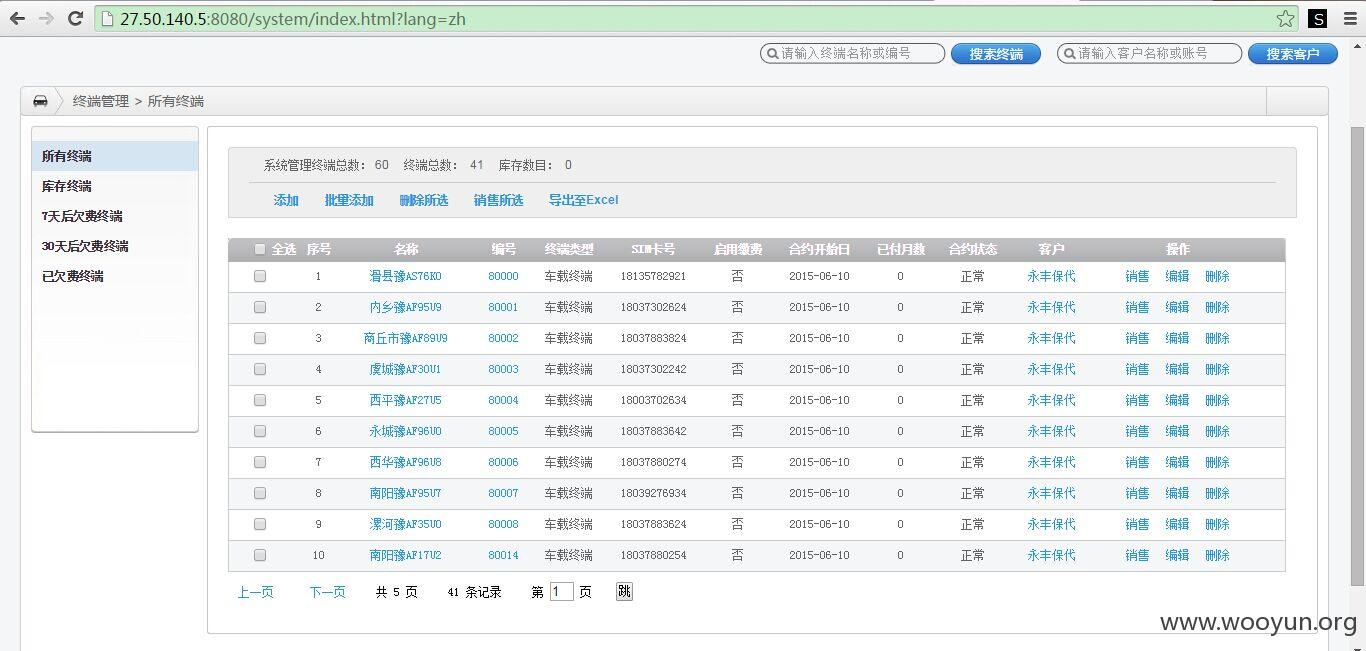 27.50.140.5:8080/system/index.html?lang=zh
请输入终端名称或编号 搜索终端 请输入客户名称或账号 搜索客户
终端管理 > 所有终端
所有终端
库存终端
7天后欠费终端
30天后欠费终端
已欠费终端
系统管理终端总数： 60 终端总数： 41 库存数目： 0
添加 批里添加 删除所选 销售所选 导出至Excel
全选 序号 名称 编号 终端类型 SIM卡号 启用缴费 合约开始日 已付月数 合约状态 客户 操作
1 滑县豫AS76K0 80000 车载终端 18135782921 否 2015-06-10 0 正常 永丰保代 销售 编辑 删除
2 内乡豫AF95U9 80001 车载终端 18037302624 否 2015-06-10 0 正常 永丰保代 销售 编辑 删除
3 商丘市豫AF89U9 80002 车载终端 18037883824 否 2015-06-10 0 正常 永丰保代 销售 编辑 删除
4 虞城豫AF30U1 80003 车载终端 18037302242 否 2015-06-10 0 正常 永丰保代 销售 编辑 删除
5 西平豫AF27U5 80004 车载终端 18003702634 否 2015-06-10 0 正常 永丰保代 销售 编辑 删除
6 永城豫AF96U0 80005 车载终端 18037883642 否 2015-06-10 0 正常 永丰保代 销售 编辑 删除
7 西华豫AF96U8 80006 车载终端 18037880274 否 2015-06-10 0 正常 永丰保代 销售 编辑 删除
8 南阳豫AF95U7 80007 车载终端 18039276934 否 2015-06-10 0 正常 永丰保代 销售 编辑 删除
9 漯河豫AF35U0 80008 车载终端 18037883624 否 2015-06-10 0 正常 永丰保代 销售 编辑 删除
10 南阳豫AF17U2 80014 车载终端 18037880254 否 2015-06-10 0 正常 永丰保代 销售 编辑 删除
上一页 下一页 共 5 页 41 条记录 第 1 页 跳
www.wooyun.org